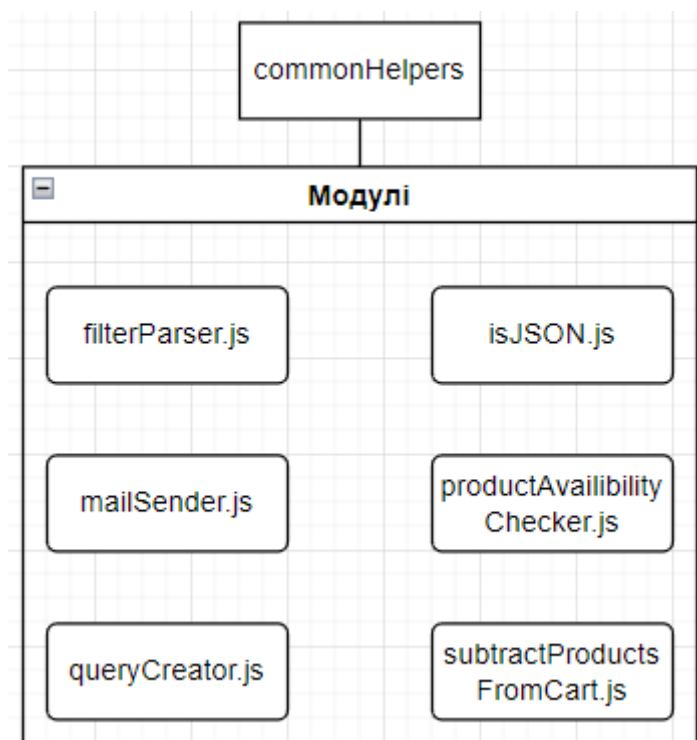 commonHelpers
Модулі
filterParser.js
isJSON.js
mailSender.js
productAvailibility
Checker.js
queryCreator.js
subtractProducts
FromCart.js